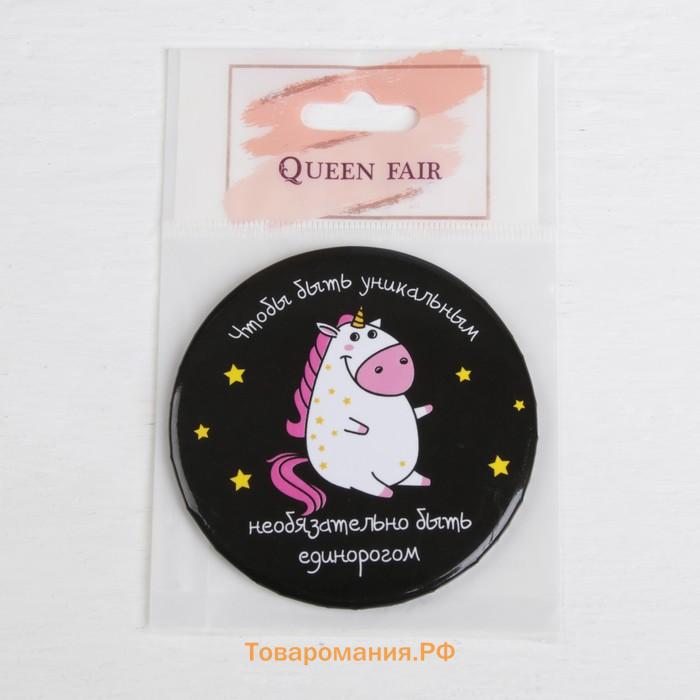 QUEEN FAIR
Чтобы быть уникальным
необязательно быть
единорогом
Товаромания.РФ